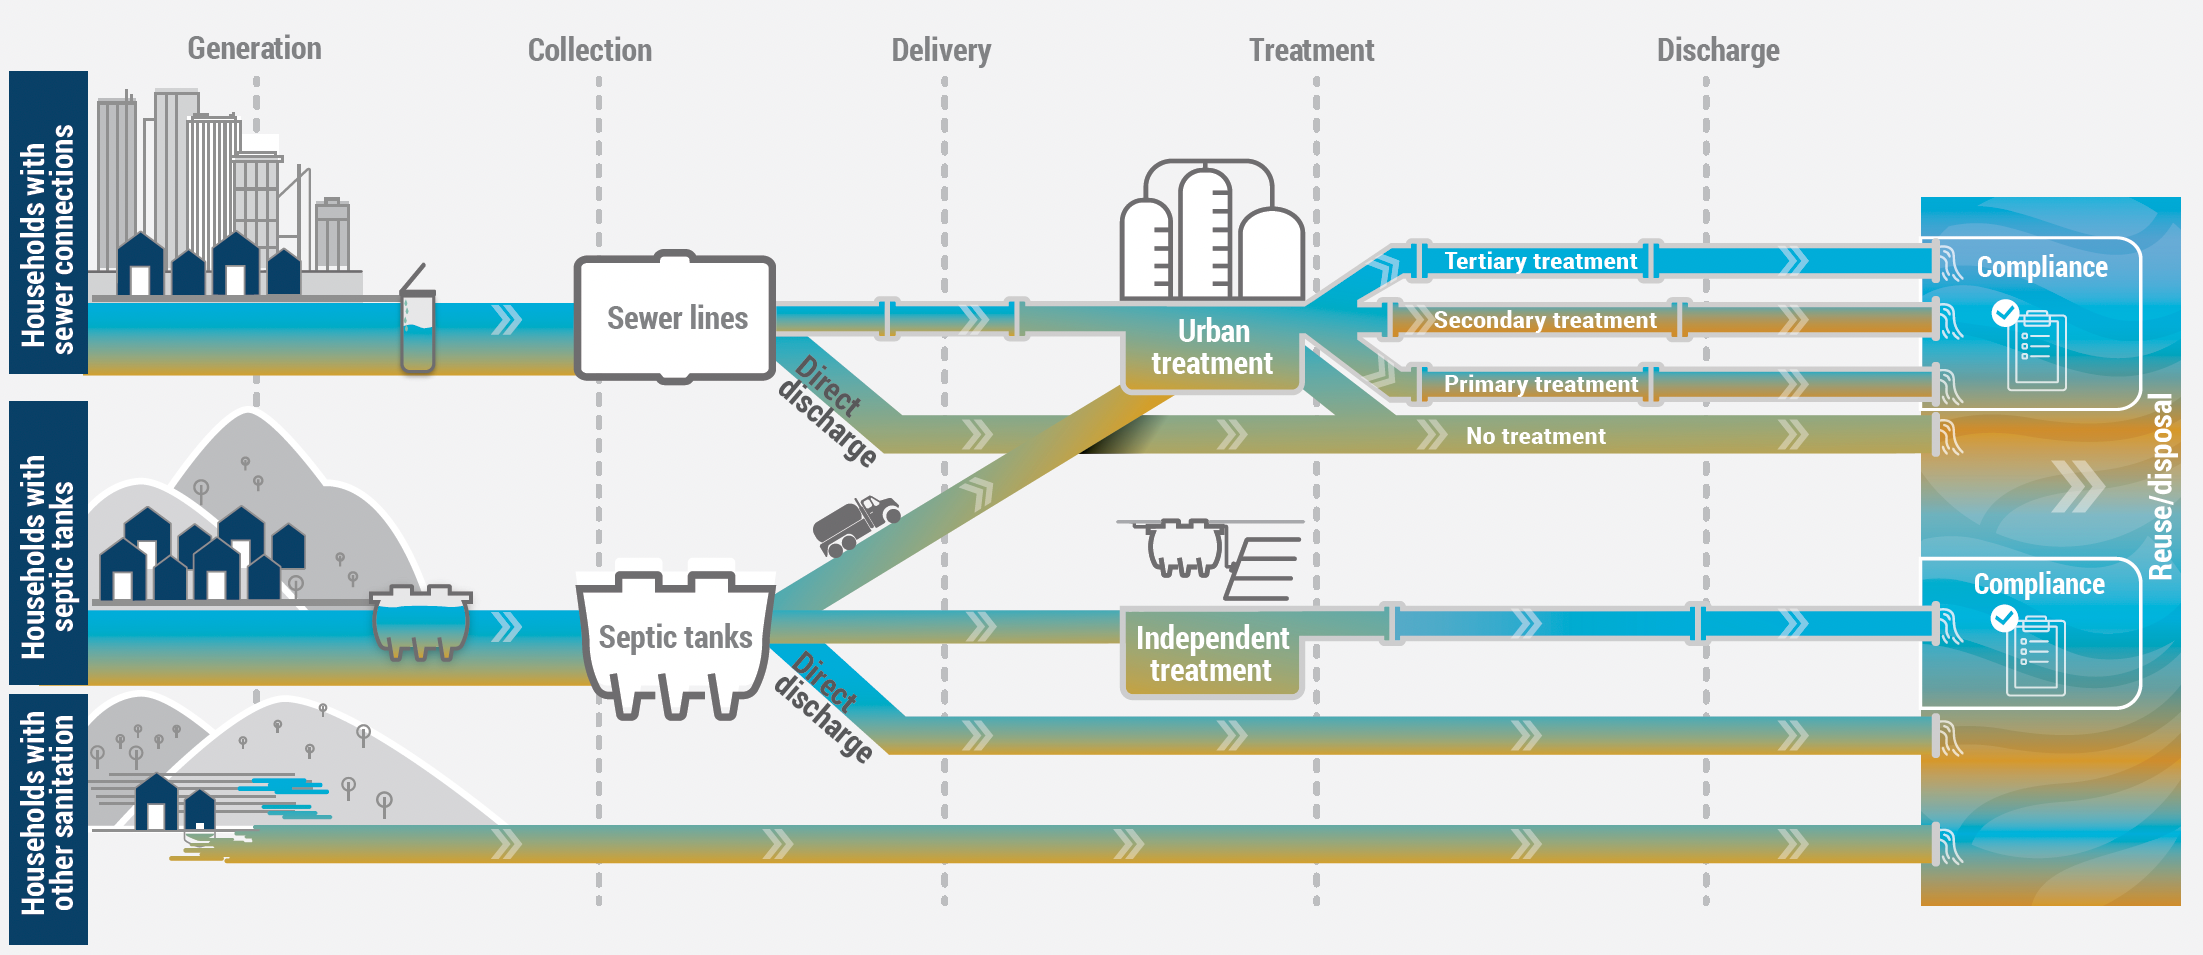 Generation
Collection
Delivery
Treatment
Discharge
Households with
sewer connections
Sewer lines
Direct
discharge
Urban
treatment
Tertiary treatment
Secondary treatment
Primary treatment
No treatment
Compliance
Households with
septic tanks
Septic tanks
Direct
discharge
Independent
treatment
Compliance
Reuse/disposal
Households with
other sanitation